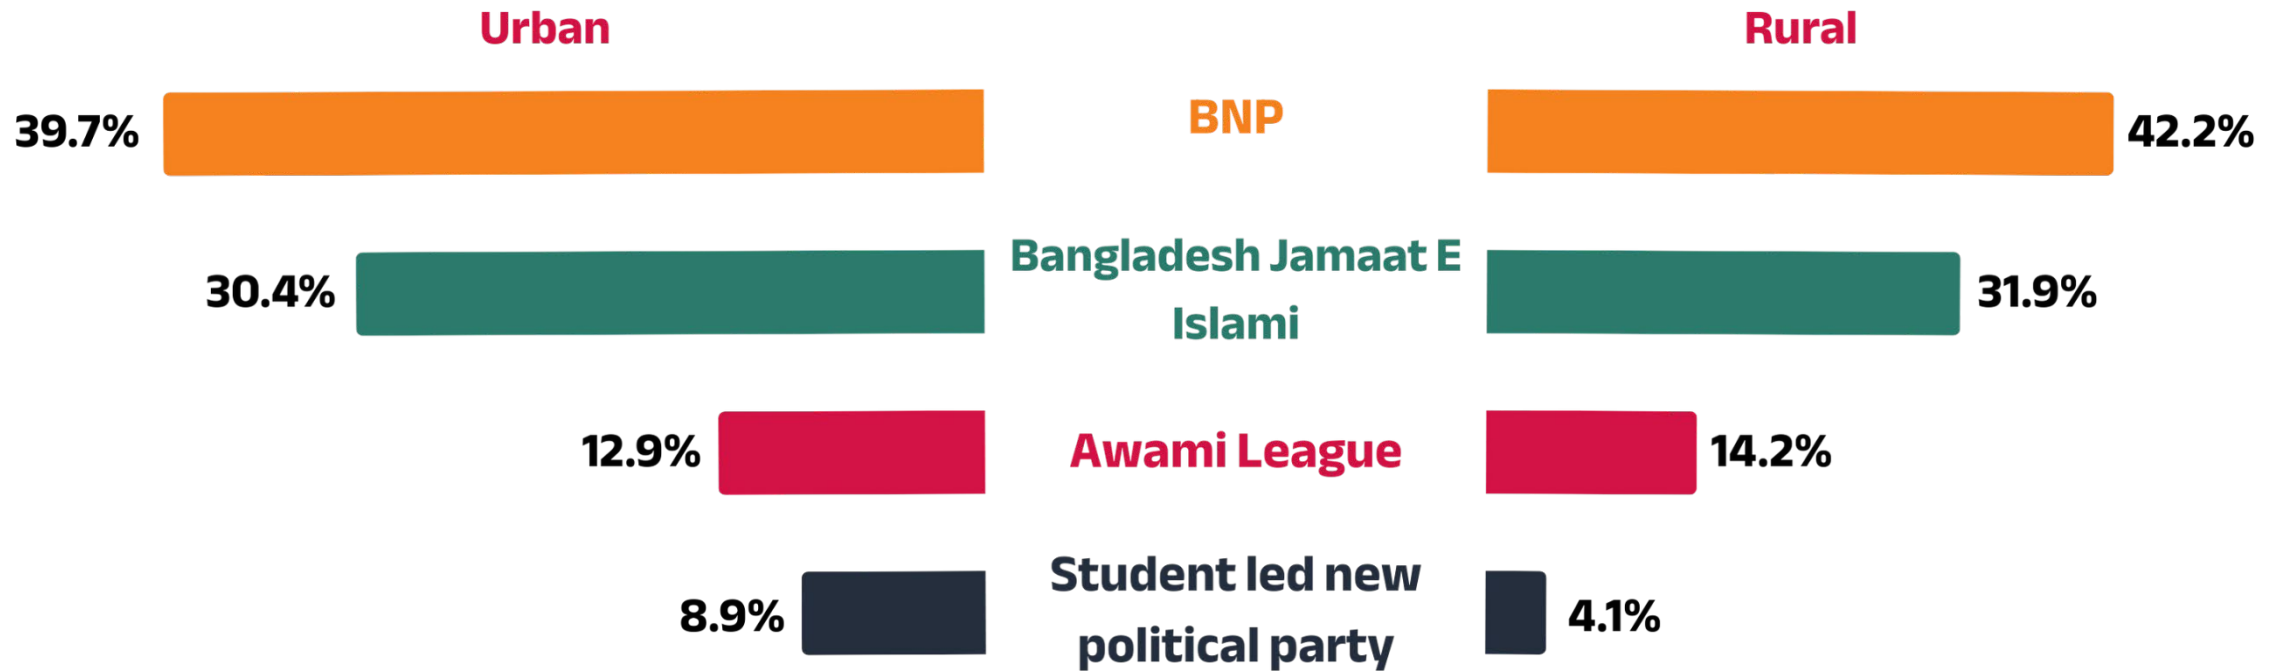 Urban
Rural
39.7%
BNP
42.2%
30.4%
Bangladesh Jamaat E
Islami
31.9%
12.9%
Awami League
14.2%
8.9%
Student led new
political party
4.1%